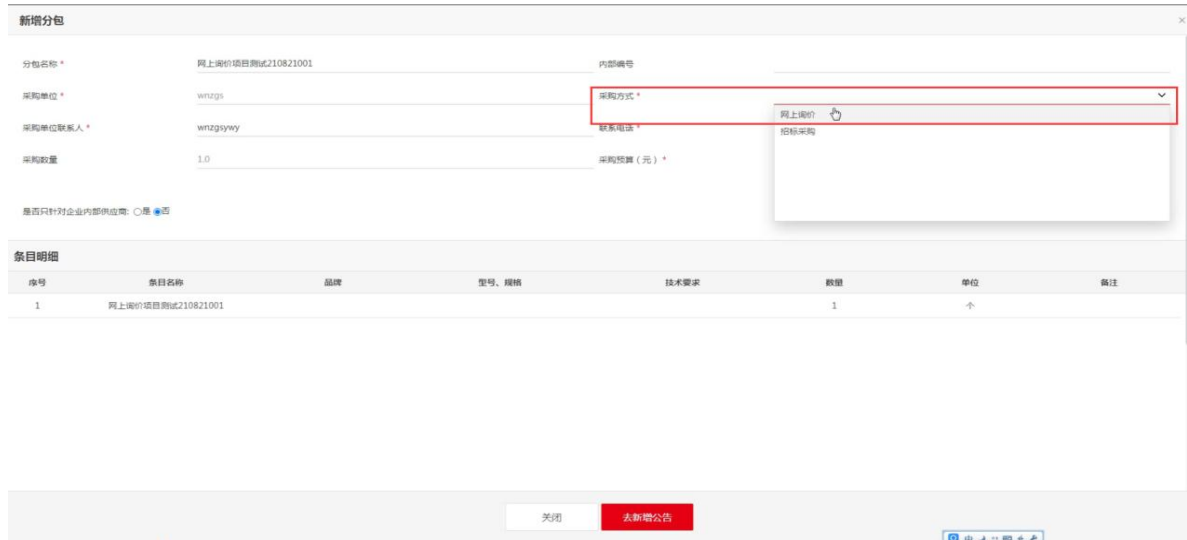 新增分包
×
分包名称 * 网上询价项目测试210821001 内部编号
采购单位 * wnzgs 采购方式 *
网上询价
采购单位联系人 * wnzgsywy 联系电话 *
招标采购
采购数量 1.0 采购预算（元） *
是否只针对企业内部供应商: 是 否
条目明细
序号 条目名称 品牌 型号、规格 技术要求 数量 单位 备注
1 网上询价项目测试210821001 1 个
关闭 去新增公告
中